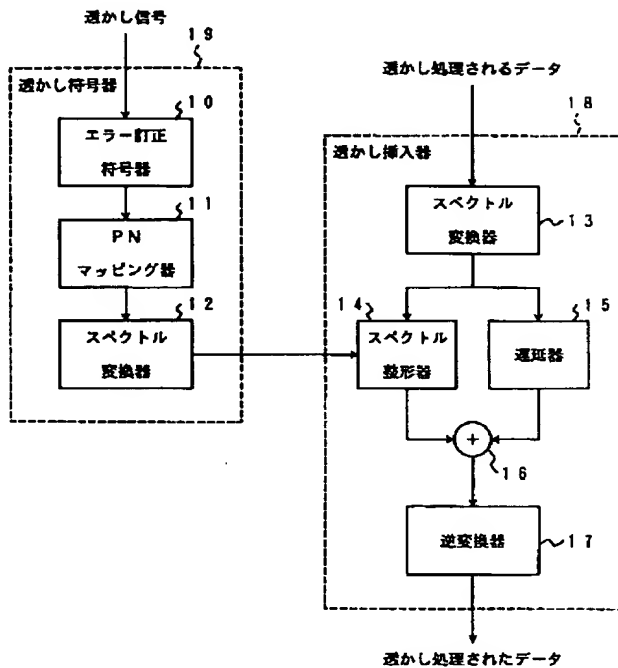 透かし信号
19
透かし符号器
10
エラー訂正
符号器
11
PN
マッピング器
12
スペクトル
変換器
透かし処理されるデータ
18
透かし挿入器
スペクトル
変換器
13
14
スペクトル
整形器
15
遅延器
+
16
逆変換器
17
透かし処理されたデータ